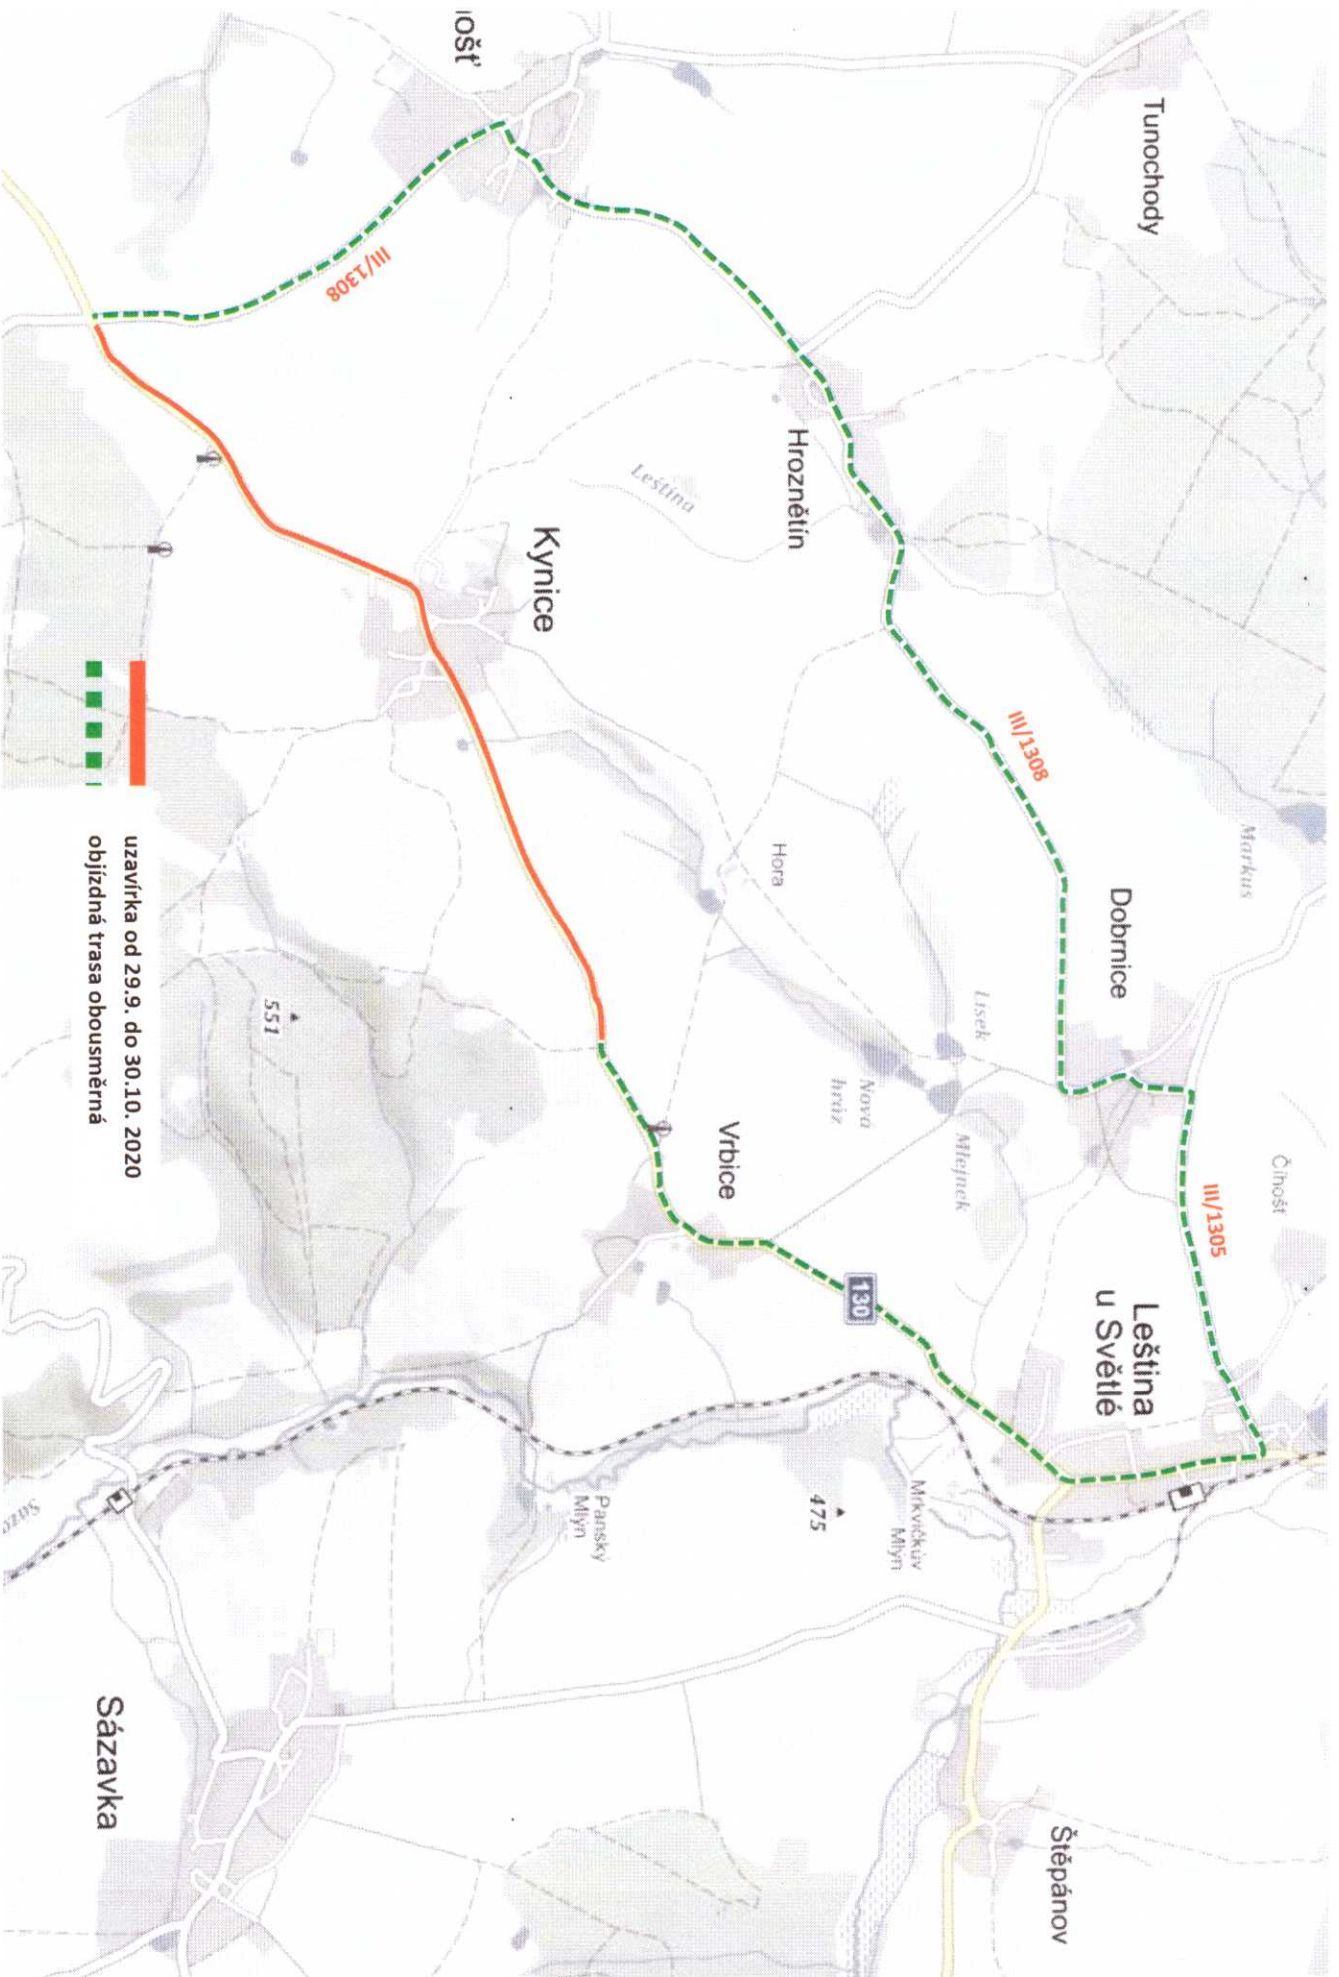 Číhošť
Markus
III/1305
Tunochody
Leština
u Světlé
Dobrnice
Štěpánov
III/1308
Lísek
Mlejnek
Mrkvičkův
Mlýn
Nová
hráz
130
475
Hroznětín
Hora
Vrbice
Leština
Panský
Mlýn
Kynice
ošť
III/1308
551
uzavírka od 29.9. do 30.10. 2020
objízdná trasa obousměrná
Sázavka